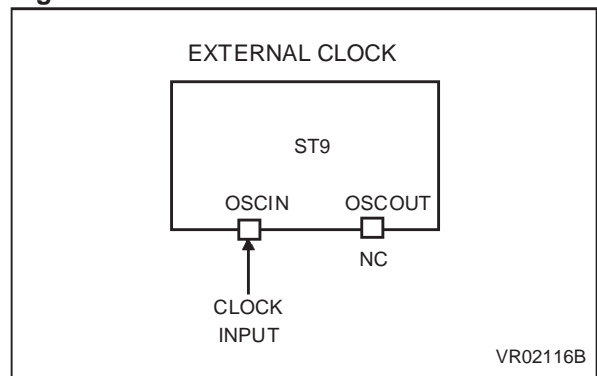 EXTERNAL CLOCK
ST9
OSCIN OSCOUT
NC
CLOCK
INPUT
VR02116B